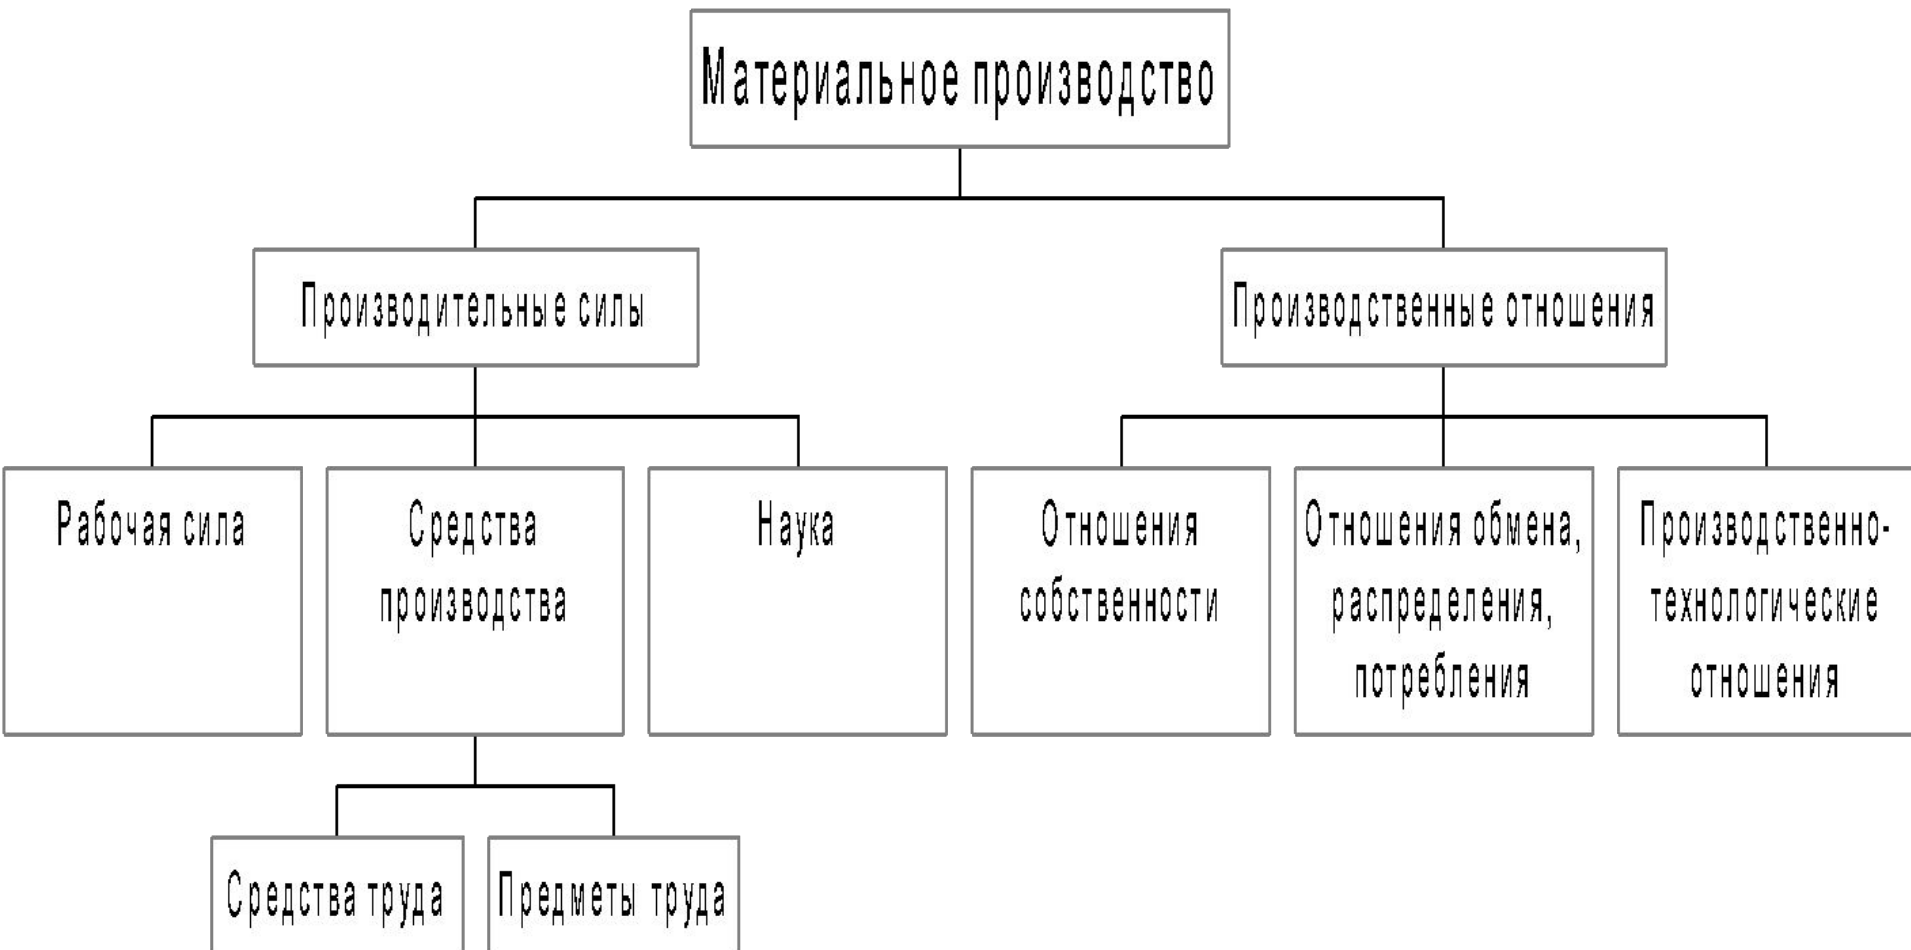 Материальное производство
Производительные силы
Производственные отношения
Рабочая сила
Средства
производства
Наука
Отношения
собственности
Отношения обмена,
распределения,
потребления
Производственно-
технологические
отношения
Средства труда
Предметы труда